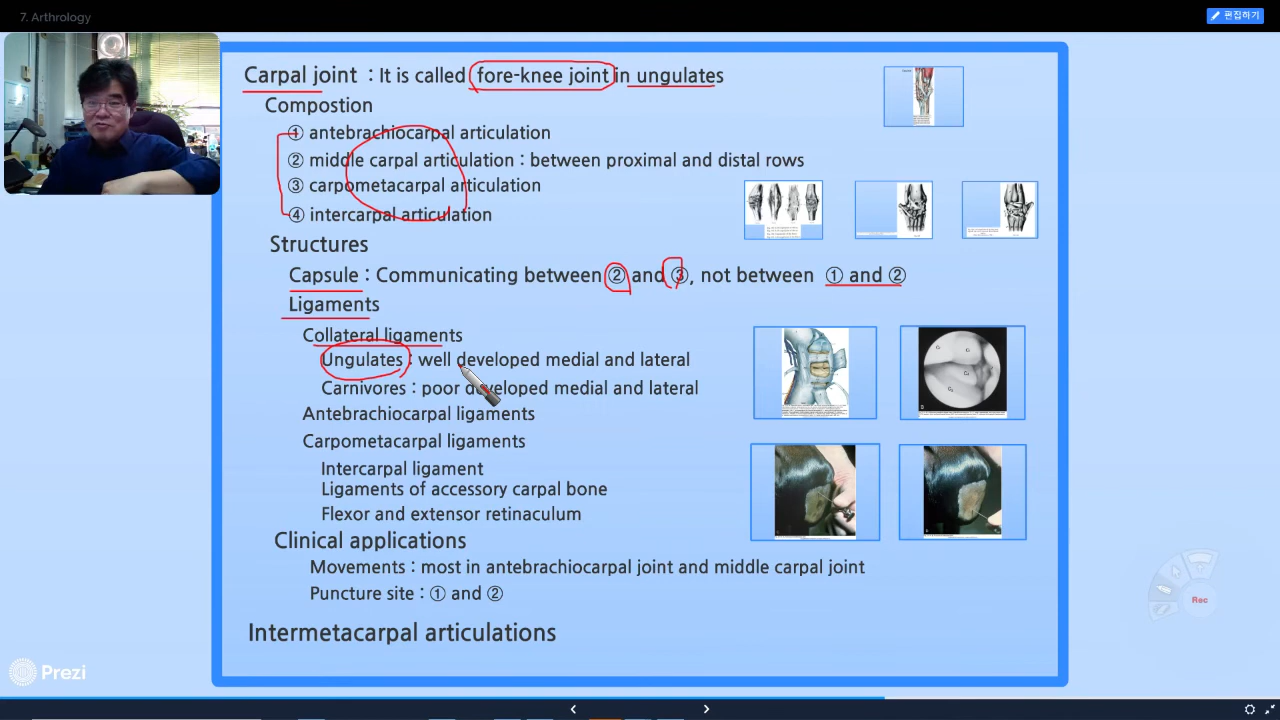 7. Arthrology
편집하기
Carpal joint : It is called fore-knee joint in ungulates
Compostion
① antebrachiocarpal articulation
② middle carpal articulation : between proximal and distal rows
③ carpometacarpal articulation
④ intercarpal articulation
Structures
Capsule : Communicating between ② and ③, not between ① and ②
Ligaments
Collateral ligaments
Ungulates : well developed medial and lateral
Carnivores : poor developed medial and lateral
Antebrachiocarpal ligaments
Carpometacarpal ligaments
Intercarpal ligament
Ligaments of accessory carpal bone
Flexor and extensor retinaculum
Clinical applications
Movements : most in antebrachiocarpal joint and middle carpal joint
Puncture site : ① and ②
Intermetacarpal articulations
Rec
Prezi